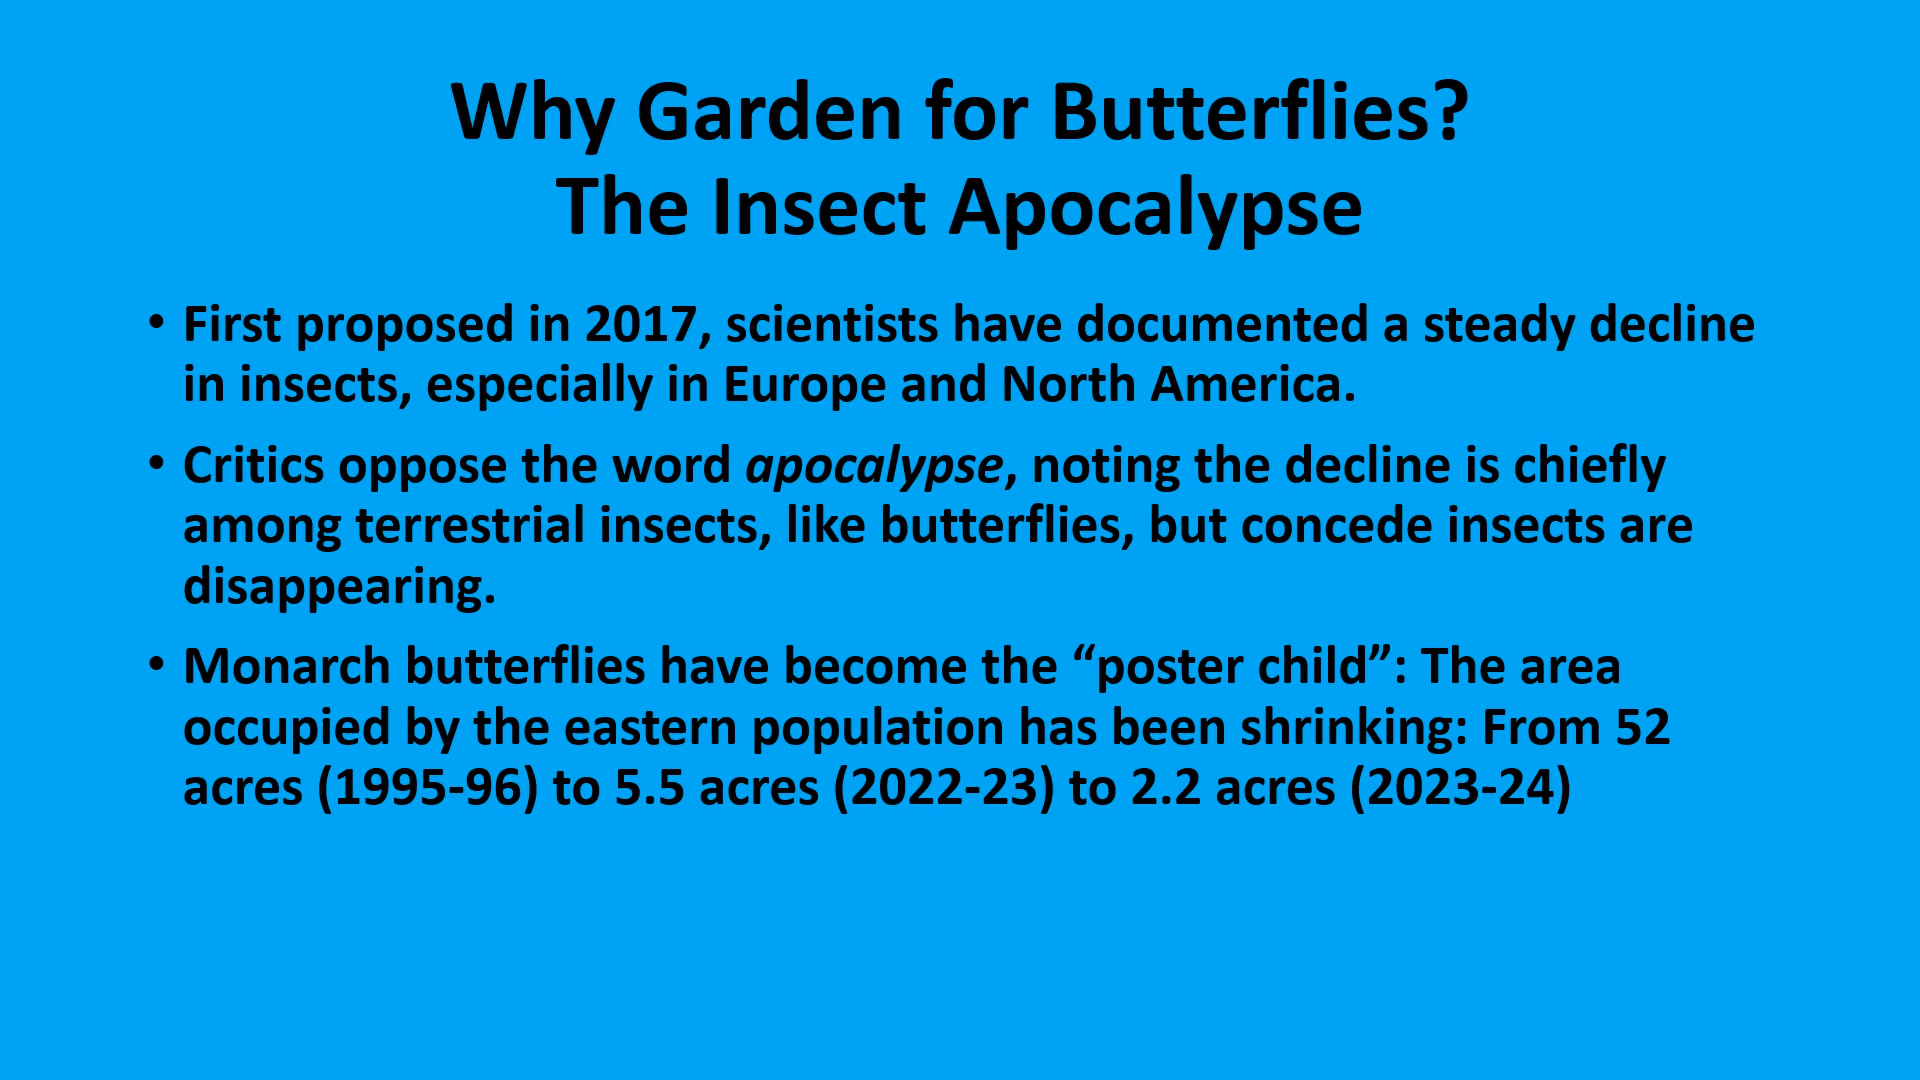 Why Garden for Butterflies?
The Insect Apocalypse
• First proposed in 2017, scientists have documented a steady decline
in insects, especially in Europe and North America.
• Critics oppose the word apocalypse, noting the decline is chiefly
among terrestrial insects, like butterflies, but concede insects are
disappearing.
• Monarch butterflies have become the “poster child”: The area
occupied by the eastern population has been shrinking: From 52
acres (1995-96) to 5.5 acres (2022-23) to 2.2 acres (2023-24)